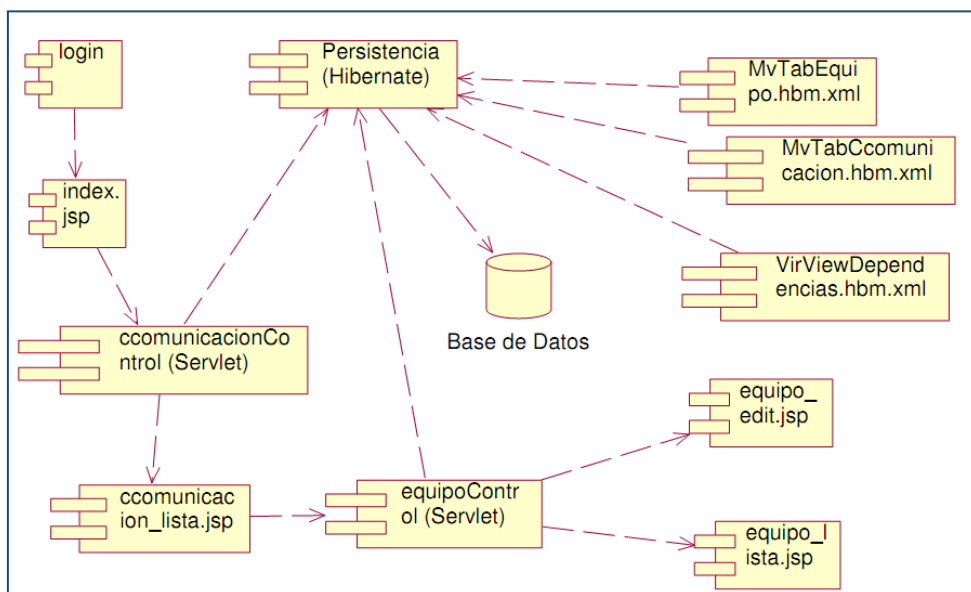 login
Persistencia
(Hibernate)
MvTabEqui
po.hbm.xml
MvTabCcomuni
cacion.hbm.xml
index.
jsp
VirViewDepend
encias.hbm.xml
ccomunicacionCo
ntrol (Servlet)
Base de Datos
equipo_
edit.jsp
ccomunicac
ion_lista.jsp
equipoContr
ol (Servlet)
equipo_l
ista.jsp